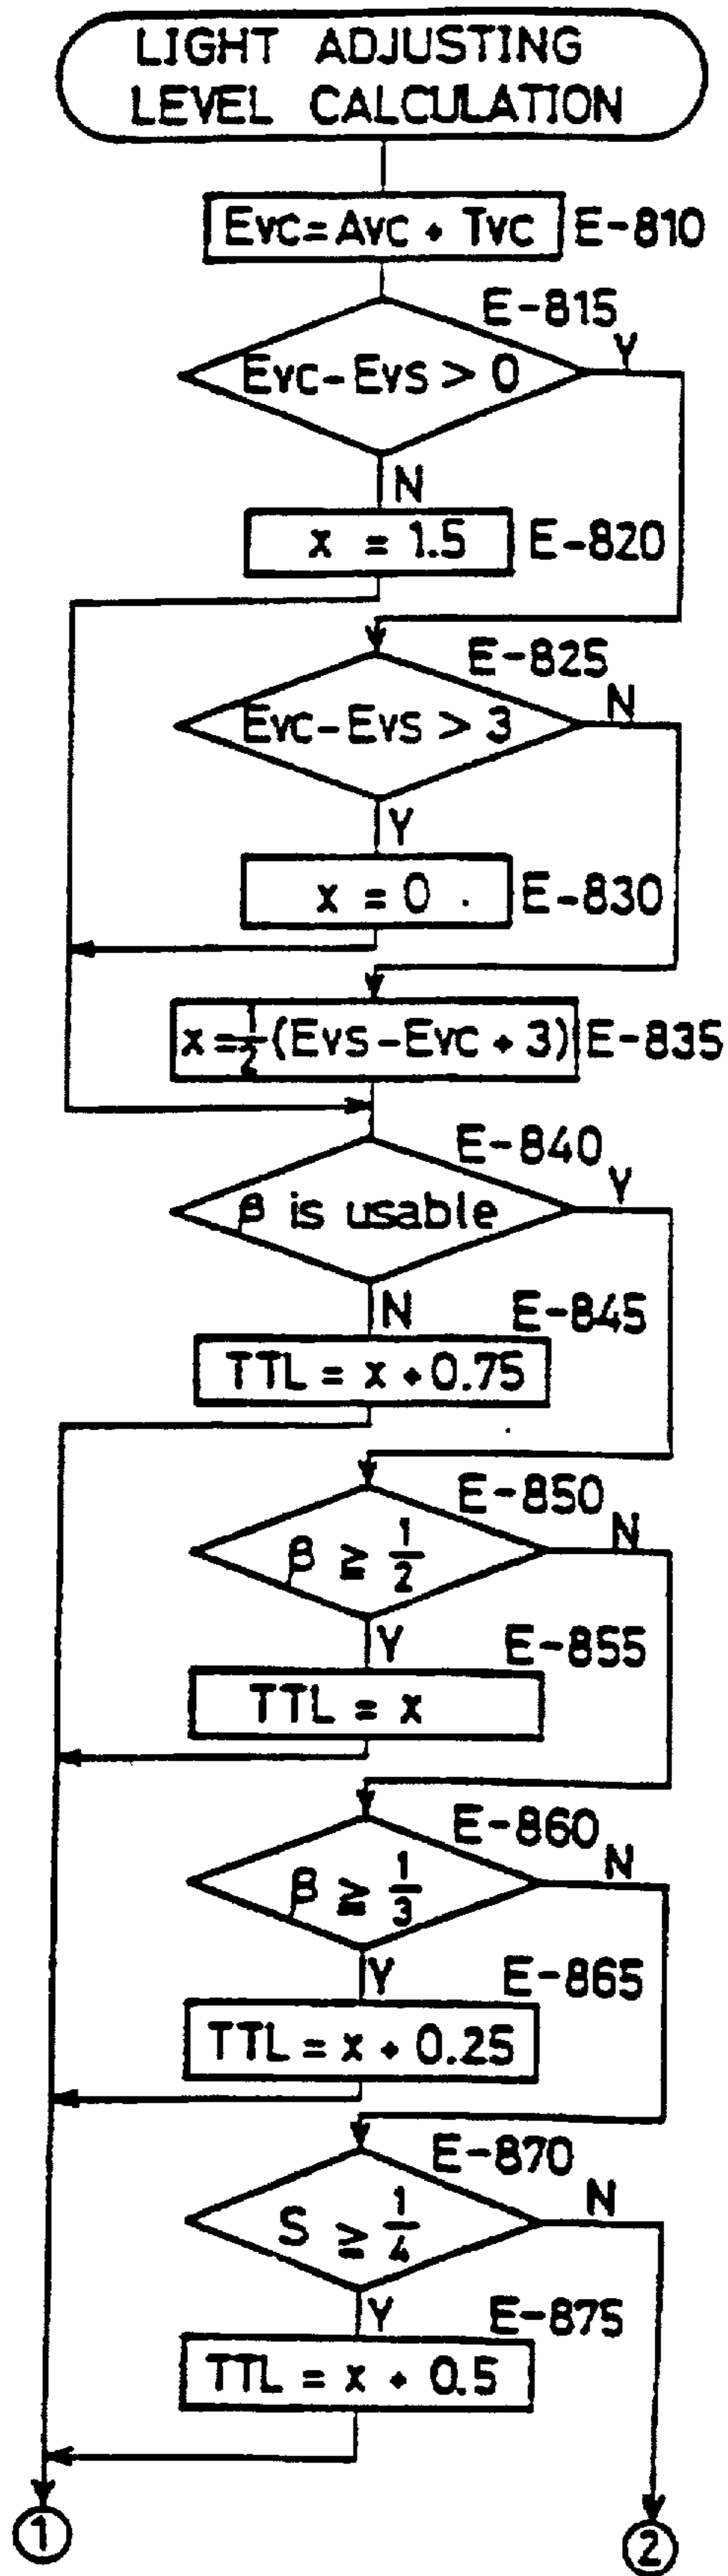 LIGHT ADJUSTING
LEVEL CALCULATION
Evc=Avc + Tvc
E-810
E-815
Evc-Evs > 0
Y
N
x = 1.5
E-820
E-825
Evc-Evs > 3
N
Y
x = 0
E-830
x=1/2(Evs-Evc + 3)
E-835
E-840
β is usable
Y
N
E-845
TTL = x + 0.75
E-850
β ≧ 1/2
N
Y
E-855
TTL = x
E-860
β ≧ 1/3
N
Y
E-865
TTL = x + 0.25
E-870
S ≧ 1/4
N
Y
E-875
TTL = x + 0.5
1
2